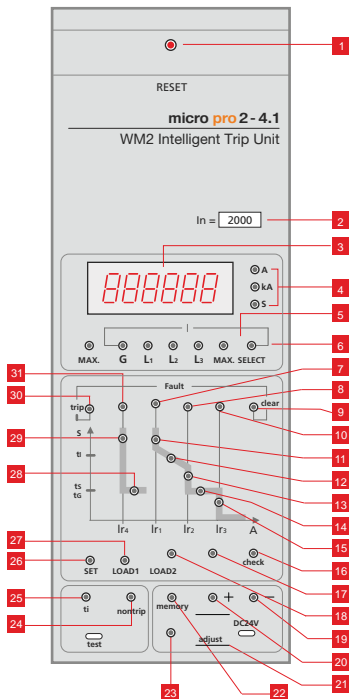 1
RESET
micro pro 2 - 4.1
WM2 Intelligent Trip Unit
In = 2000
2
3
888888
A
kA
S
4
5
I
6
MAX. G L1 L2 L3 MAX. SELECT
31
7
30
Fault
8
trip
clear
9
29
S
10
ti
11
28
12
ts
tG
13
14
Ir4 Ir1 Ir2 Ir3 A
15
27
16
check
26
SET LOAD1 LOAD2
17
18
25
ti nontrip
memory + −
19
24
DC24V
20
test
adjust
21
23
22